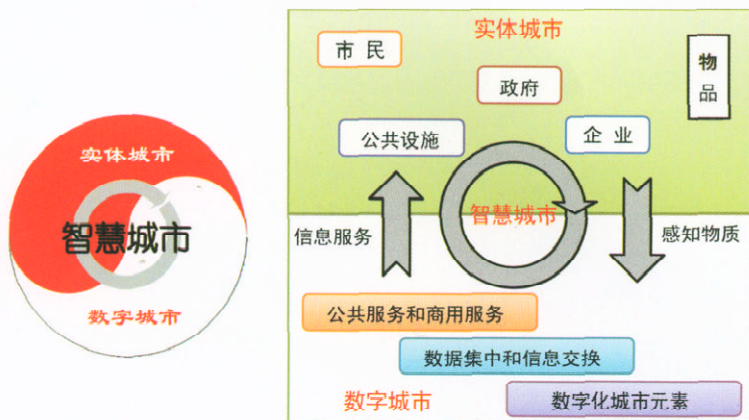 实体城市
智慧城市
数字城市
实体城市
市民
物品
政府
公共设施
企业
智慧城市
信息服务
感知物质
公共服务和商用服务
数据集中和信息交换
数字城市
数字化城市元素